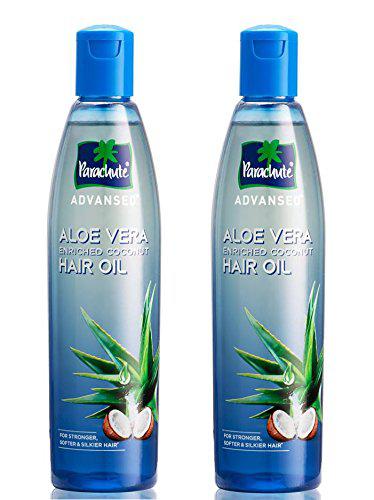 Parachute®
ADVANSED®
ALOE VERA
ENRICHED COCONUT
HAIR OIL
FOR STRONGER,
SOFTER & SILKIER HAIR*
Parachute®
ADVANSED®
ALOE VERA
ENRICHED COCONUT
HAIR OIL
FOR STRONGER,
SOFTER & SILKIER HAIR*